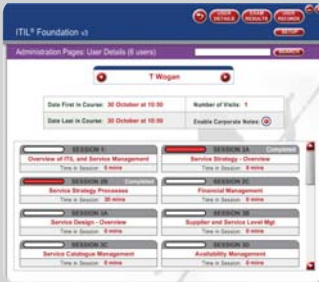 USER DETAILS
EXAM RESULTS
USER RECORDS
ITIL® Foundation v3
SETUP
Administration Pages: User Details (6 users)
SEARCH
T Wogan
Date First in Course: 30 October at 10:50
Number of Visits: 1
Date Last in Course: 30 October at 10:50
Enable Corporate Notes:
SESSION 1:
Overview of ITIL and Service Management
Time in Session: 0 mins
SESSION 2A
Completed
Service Strategy - Overview
Time in Session: 0 mins
SESSION 2B
Completed
Service Strategy Processes
Time in Session: 35 mins
SESSION 2C
Financial Management
Time in Session: 0 mins
SESSION 3A
Service Design - Overview
Time in Session: 0 mins
SESSION 3B
Supplier and Service Level Mgt
Time in Session: 0 mins
SESSION 3C
Service Catalogue Management
Time in Session: 0 mins
SESSION 3D
Availability Management
Time in Session: 0 mins